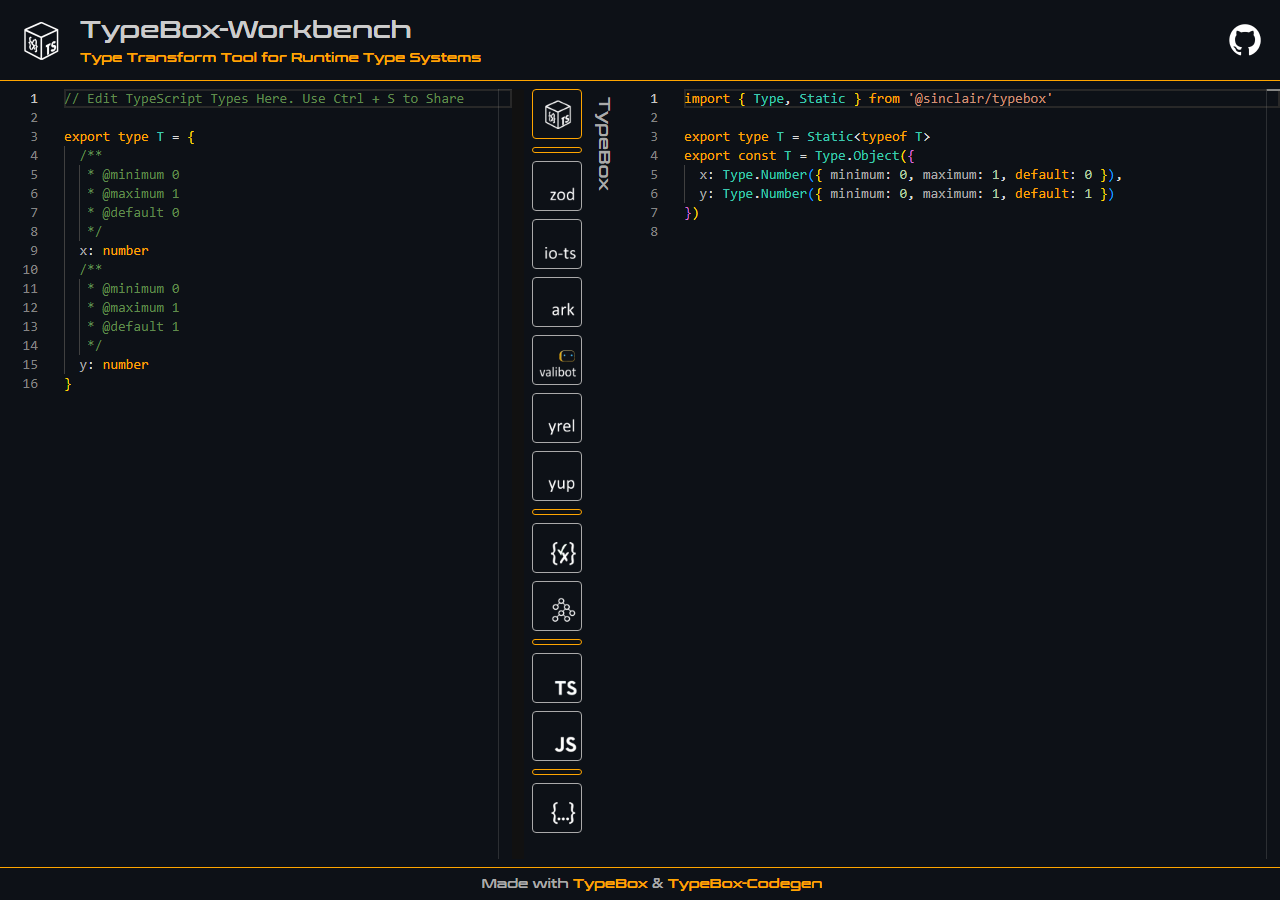 TypeBox-Workbench
Type Transform Tool for Runtime Type Systems
1 // Edit TypeScript Types Here. Use Ctrl + S to Share
2
3 export type T = {
4 /**
5 * @minimum 0
6 * @maximum 1
7 * @default 0
8 */
9 x: number
10 /**
11 * @minimum 0
12 * @maximum 1
13 * @default 1
14 */
15 y: number
16 }
TS
TypeBox
zod
io-ts
ark
valibot
yrel
yup
TS
JS
{...}
1 import { Type, Static } from '@sinclair/typebox'
2
3 export type T = Static<typeof T>
4 export const T = Type.Object({
5 x: Type.Number({ minimum: 0, maximum: 1, default: 0 }),
6 y: Type.Number({ minimum: 0, maximum: 1, default: 1 })
7 })
8
Made with TypeBox & TypeBox-Codegen